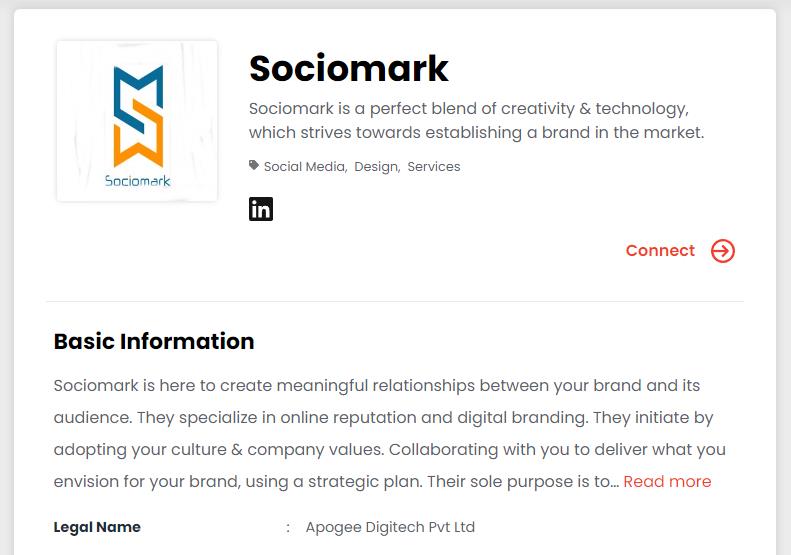 Sociomark
Sociomark
Sociomark is a perfect blend of creativity & technology,
which strives towards establishing a brand in the market.
Social Media, Design, Services
in
Connect
Basic Information
Sociomark is here to create meaningful relationships between your brand and its
audience. They specialize in online reputation and digital branding. They initiate by
adopting your culture & company values. Collaborating with you to deliver what you
envision for your brand, using a strategic plan. Their sole purpose is to... Read more
Legal Name : Apogee Digitech Pvt Ltd